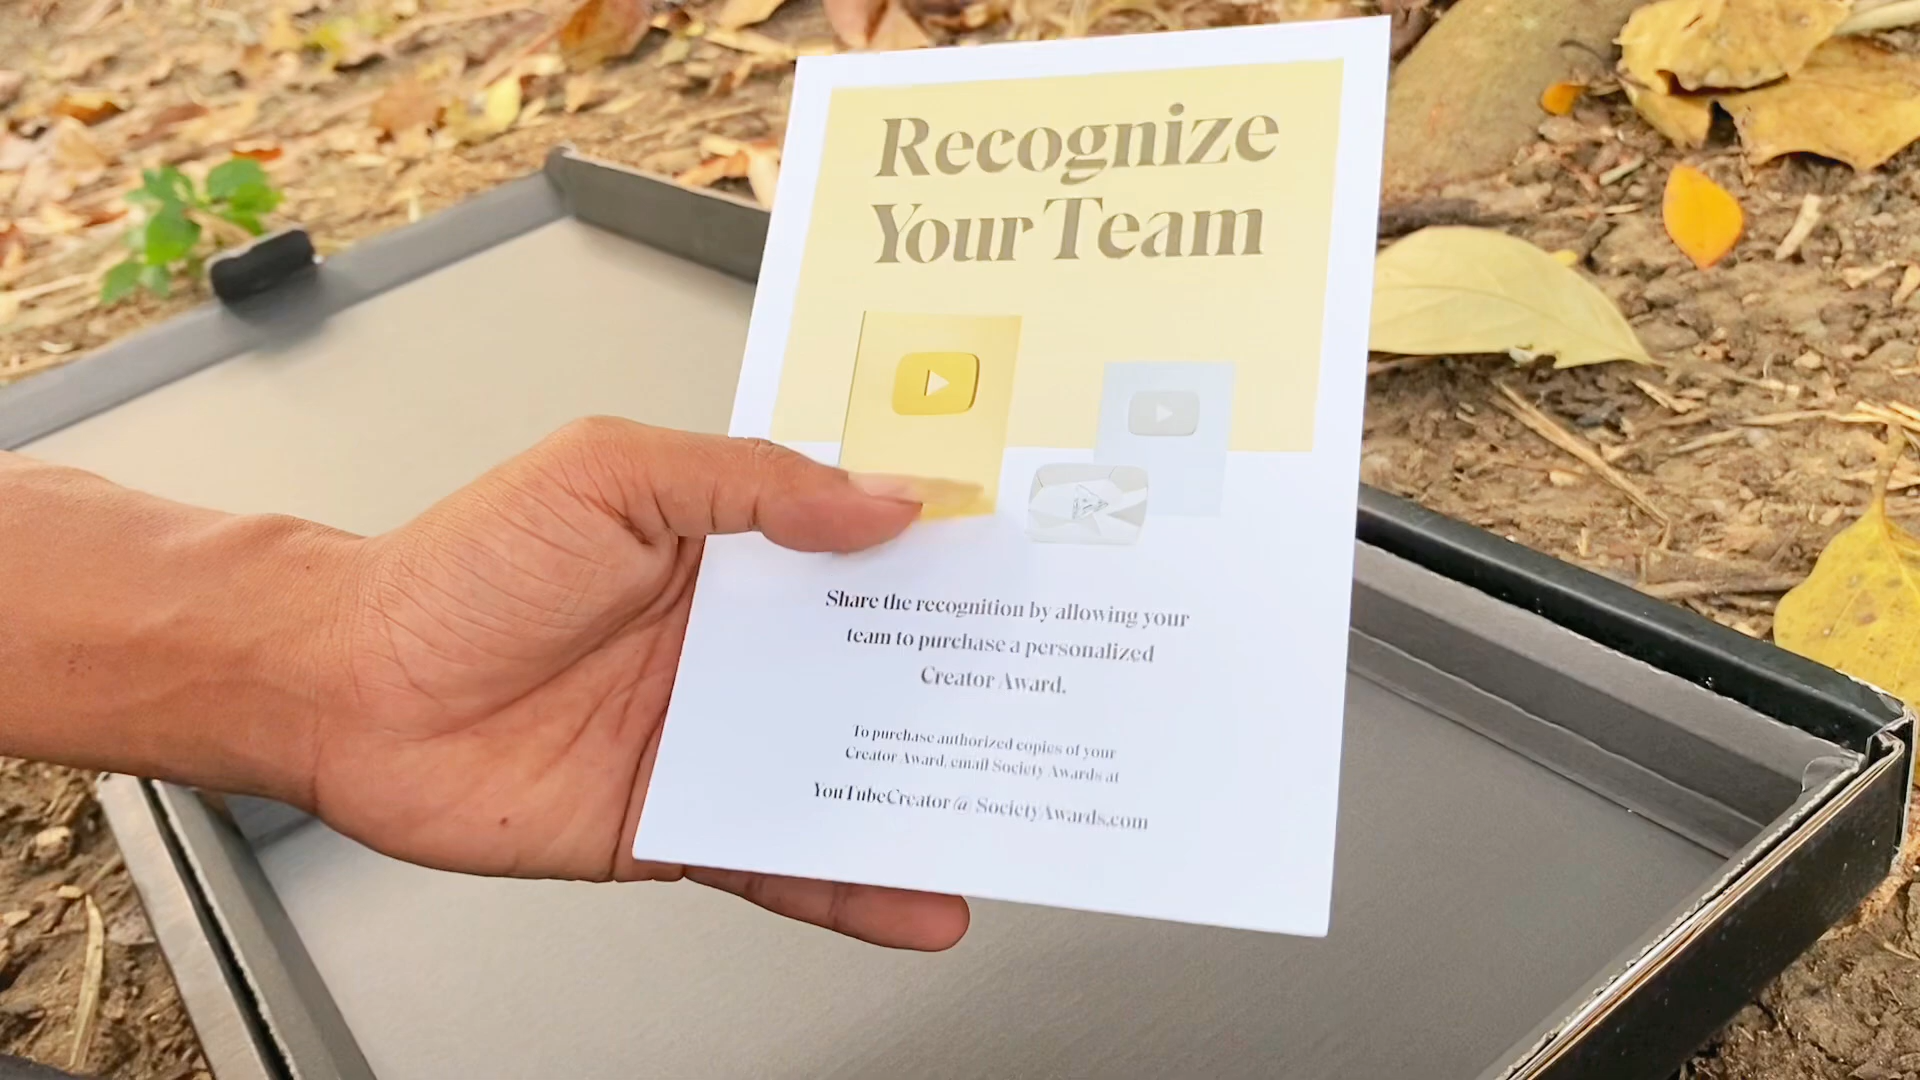 Recognize
Your Team
Share the recognition by allowing your
team to purchase a personalized
Creator Award.
To purchase authorized copies of your
Creator Award, email Society Awards at
YouTubeCreator @ SocietyAwards.com